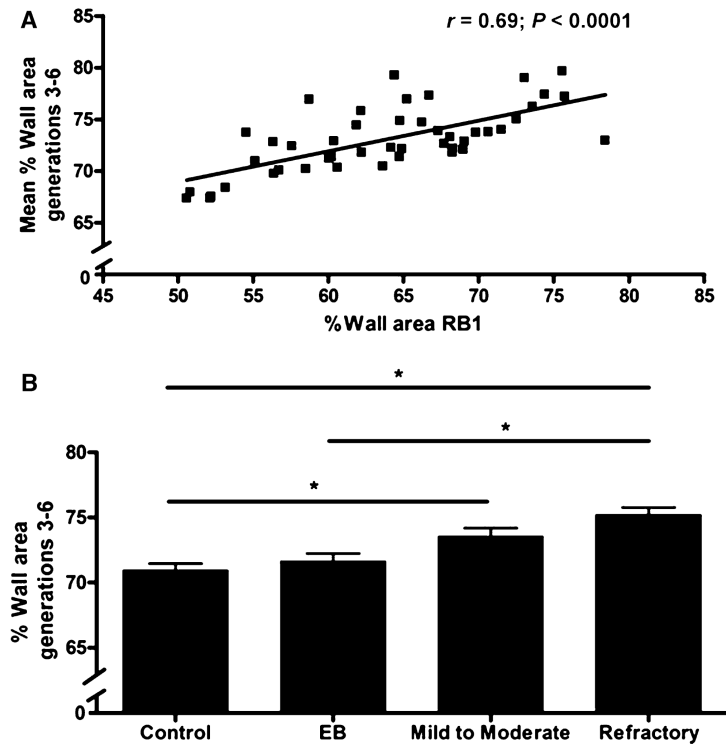 A
r = 0.69; P < 0.0001
Mean % Wall area
generations 3-6
85
80
75
70
65
0
45 50 55 60 65 70 75 80 85
%Wall area RB1
B
*
*
*
% Wall area
generations 3-6
80
75
70
65
0
Control EB Mild to Moderate Refractory